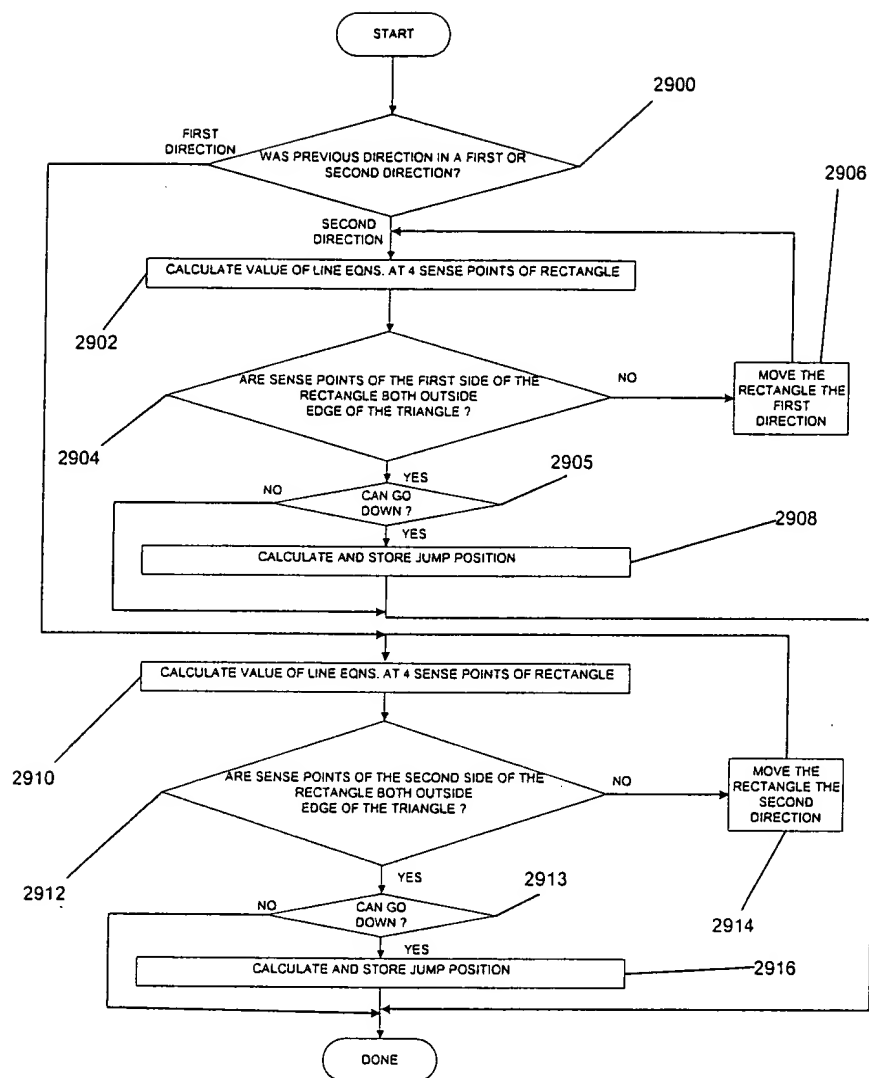 START
2900
FIRST
DIRECTION
WAS PREVIOUS DIRECTION IN A FIRST OR
SECOND DIRECTION?
2906
SECOND
DIRECTION
CALCULATE VALUE OF LINE EQNS. AT 4 SENSE POINTS OF RECTANGLE
2902
ARE SENSE POINTS OF THE FIRST SIDE OF THE
RECTANGLE BOTH OUTSIDE
EDGE OF THE TRIANGLE ?
NO
MOVE THE
RECTANGLE THE
FIRST
DIRECTION
2904
YES
2905
NO
CAN GO
DOWN ?
YES
2908
CALCULATE AND STORE JUMP POSITION
CALCULATE VALUE OF LINE EQNS. AT 4 SENSE POINTS OF RECTANGLE
2910
ARE SENSE POINTS OF THE SECOND SIDE OF THE
RECTANGLE BOTH OUTSIDE
EDGE OF THE TRIANGLE ?
NO
MOVE THE
RECTANGLE THE
SECOND
DIRECTION
2912
YES
2913
2914
NO
CAN GO
DOWN ?
YES
CALCULATE AND STORE JUMP POSITION
2916
DONE